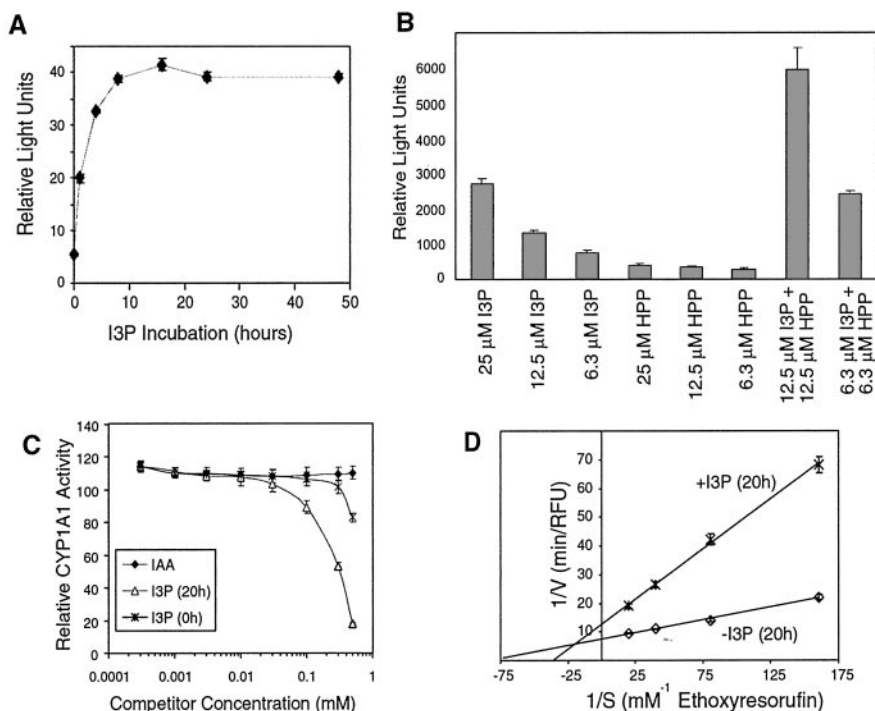 A
Relative Light Units
50
40
30
20
10
0
0 10 20 30 40 50
I3P Incubation (hours)
B
Relative Light Units
6000
5000
4000
3000
2000
1000
0
25 µM I3P
12.5 µM I3P
6.3 µM I3P
25 µM HPP
12.5 µM HPP
6.3 µM HPP
12.5 µM I3P +
12.5 µM HPP
6.3 µM I3P +
6.3 µM HPP
C
Relative CYP1A1 Activity
140
120
100
80
60
40
20
0
IAA
I3P (20h)
I3P (0h)
0.0001 0.001 0.01 0.1 1
Competitor Concentration (mM)
D
1/V (min/RFU)
70
60
50
40
30
20
10
+I3P (20h)
-I3P (20h)
-75 -25 25 75 125 175
1/S (mM⁻¹ Ethoxyresorufin)